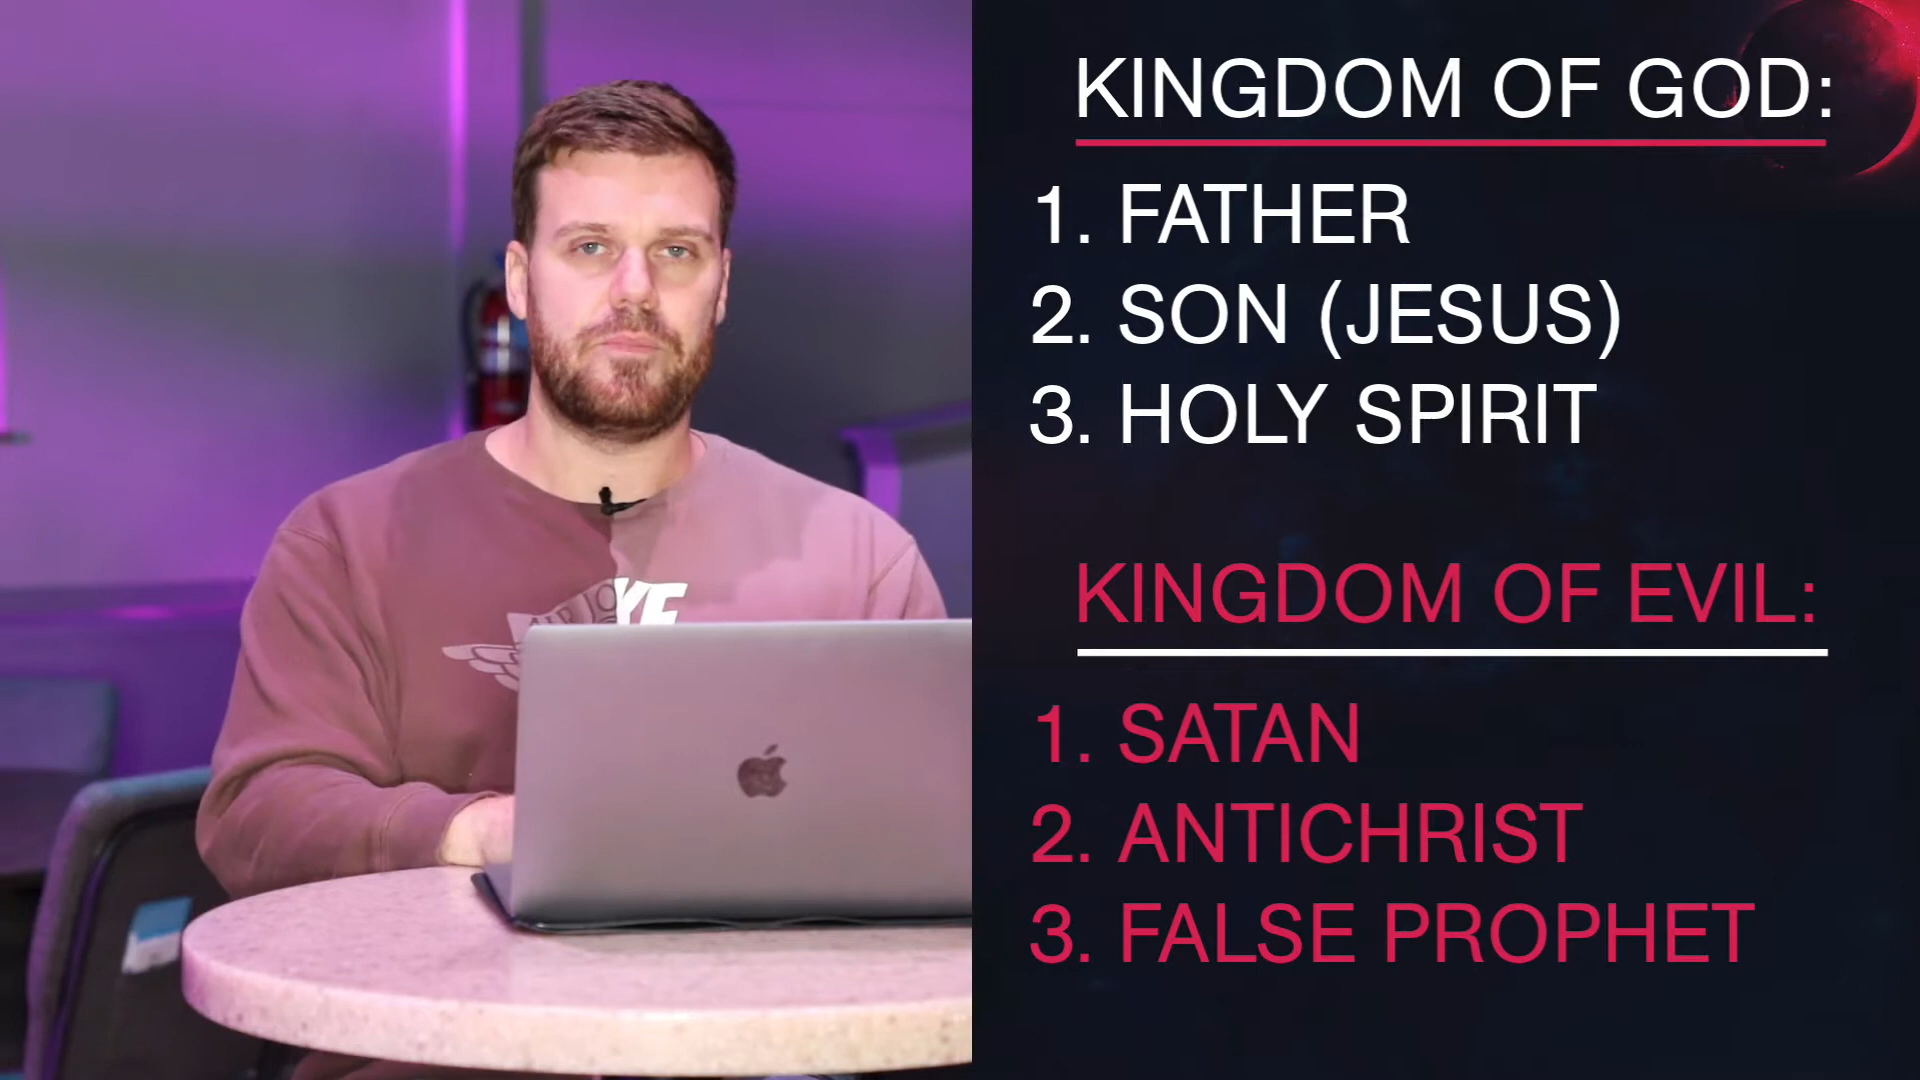 KINGDOM OF GOD:
1. FATHER
2. SON (JESUS)
3. HOLY SPIRIT
KINGDOM OF EVIL:
1. SATAN
2. ANTICHRIST
3. FALSE PROPHET